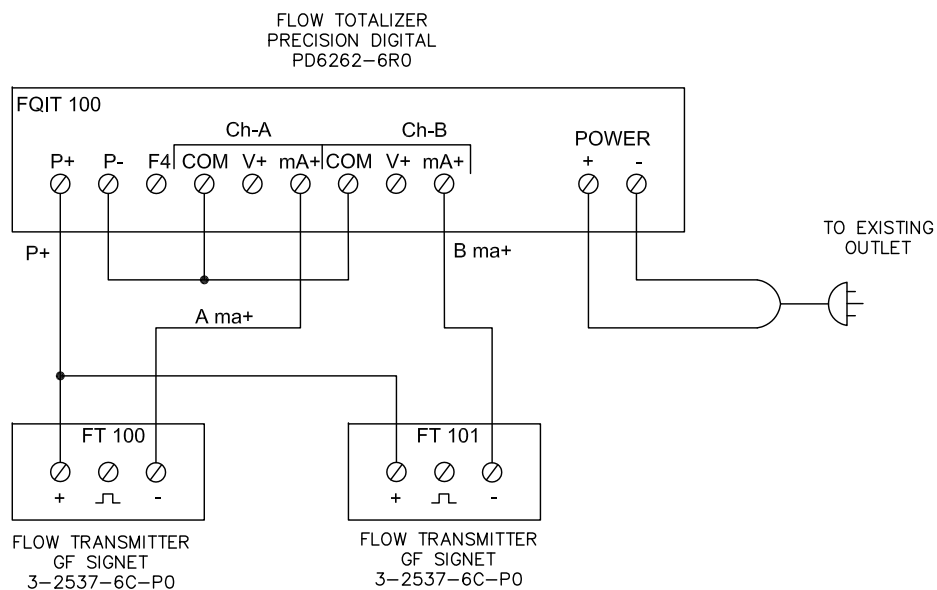 FLOW TOTALIZER
PRECISION DIGITAL
PD6262-6R0
FQIT 100
Ch-A Ch-B POWER
P+ P- F4 COM V+ mA+ COM V+ mA+ + -
P+
B ma+
TO EXISTING
OUTLET
A ma+
FT 100
+ -
FLOW TRANSMITTER
GF SIGNET
3-2537-6C-P0
FT 101
+ -
FLOW TRANSMITTER
GF SIGNET
3-2537-6C-P0